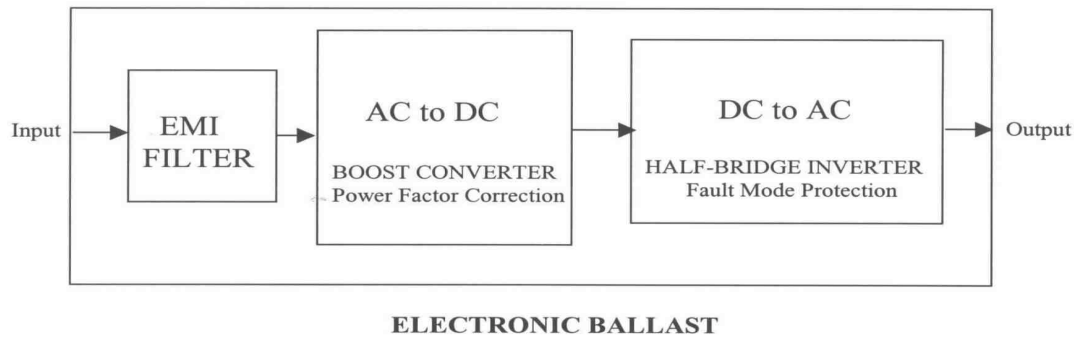 Input
EMI
FILTER
AC to DC
BOOST CONVERTER
Power Factor Correction
DC to AC
HALF-BRIDGE INVERTER
Fault Mode Protection
Output
ELECTRONIC BALLAST